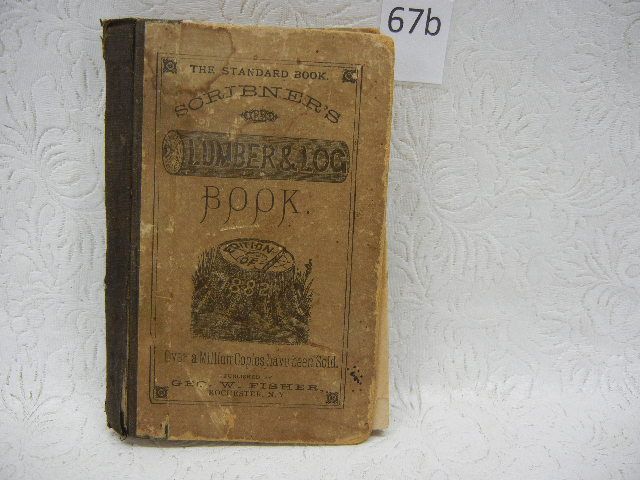 67b
THE STANDARD BOOK.
SCRIBNER'S
LUMBER & LOG
BOOK.
EDITION
OF
1882
Over a Million Copies have been Sold.
PUBLISHED BY
GEO. W. FISHER
ROCHESTER, N.Y.